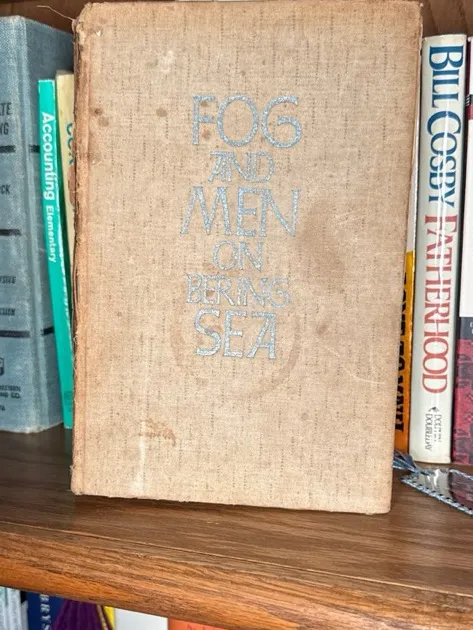 Accounting Elementary
FOG
AND
MEN
ON
BERING
SEA
BILL COSBY FATHERHOOD
DOUBLEDAY